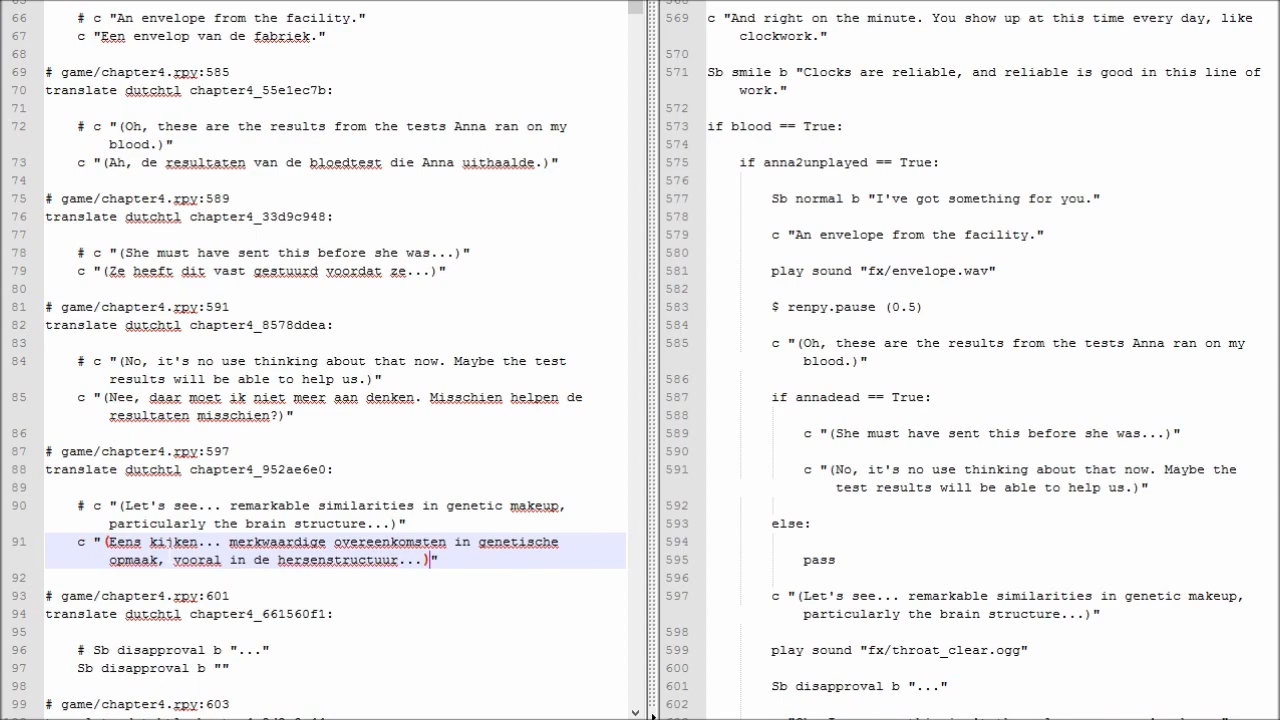 66 # c "An envelope from the facility."
67 c "Een envelop van de fabriek."
68
69 # game/chapter4.rpy:585
70 translate dutchtl chapter4_55e1ec7b:
71
72 # c "(Oh, these are the results from the tests Anna ran on my
blood.)"
73 c "(Ah, de resultaten van de bloedtest die Anna uithaalde.)"
74
75 # game/chapter4.rpy:589
76 translate dutchtl chapter4_33d9c948:
77
78 # c "(She must have sent this before she was...)"
79 c "(Ze heeft dit vast gestuurd voordat ze...)"
80
81 # game/chapter4.rpy:591
82 translate dutchtl chapter4_8578ddea:
83
84 # c "(No, it's no use thinking about that now. Maybe the test
results will be able to help us.)"
85 c "(Nee, daar moet ik niet meer aan denken. Misschien helpen de
resultaten misschien?)"
86
87 # game/chapter4.rpy:597
88 translate dutchtl chapter4_952ae6e0:
89
90 # c "(Let's see... remarkable similarities in genetic makeup,
particularly the brain structure...)"
91 c "(Eens kijken... merkwaardige overeenkomsten in genetische
opmaak, vooral in de hersenstructuur...)"
92
93 # game/chapter4.rpy:601
94 translate dutchtl chapter4_661560f1:
95
96 # Sb disapproval b "..."
97 Sb disapproval b ""
98
99 # game/chapter4.rpy:603
569 c "And right on the minute. You show up at this time every day, like
clockwork."
570
571 Sb smile b "Clocks are reliable, and reliable is good in this line of
work."
572
573 if blood == True:
574
575 if anna2unplayed == True:
576
577 Sb normal b "I've got something for you."
578
579 c "An envelope from the facility."
580
581 play sound "fx/envelope.wav"
582
583 $ renpy.pause (0.5)
584
585 c "(Oh, these are the results from the tests Anna ran on my
blood.)"
586
587 if annadead == True:
588
589 c "(She must have sent this before she was...)"
590
591 c "(No, it's no use thinking about that now. Maybe the
test results will be able to help us.)"
592
593 else:
594
595 pass
596
597 c "(Let's see... remarkable similarities in genetic makeup,
particularly the brain structure...)"
598
599 play sound "fx/throat_clear.ogg"
600
601 Sb disapproval b "..."
602